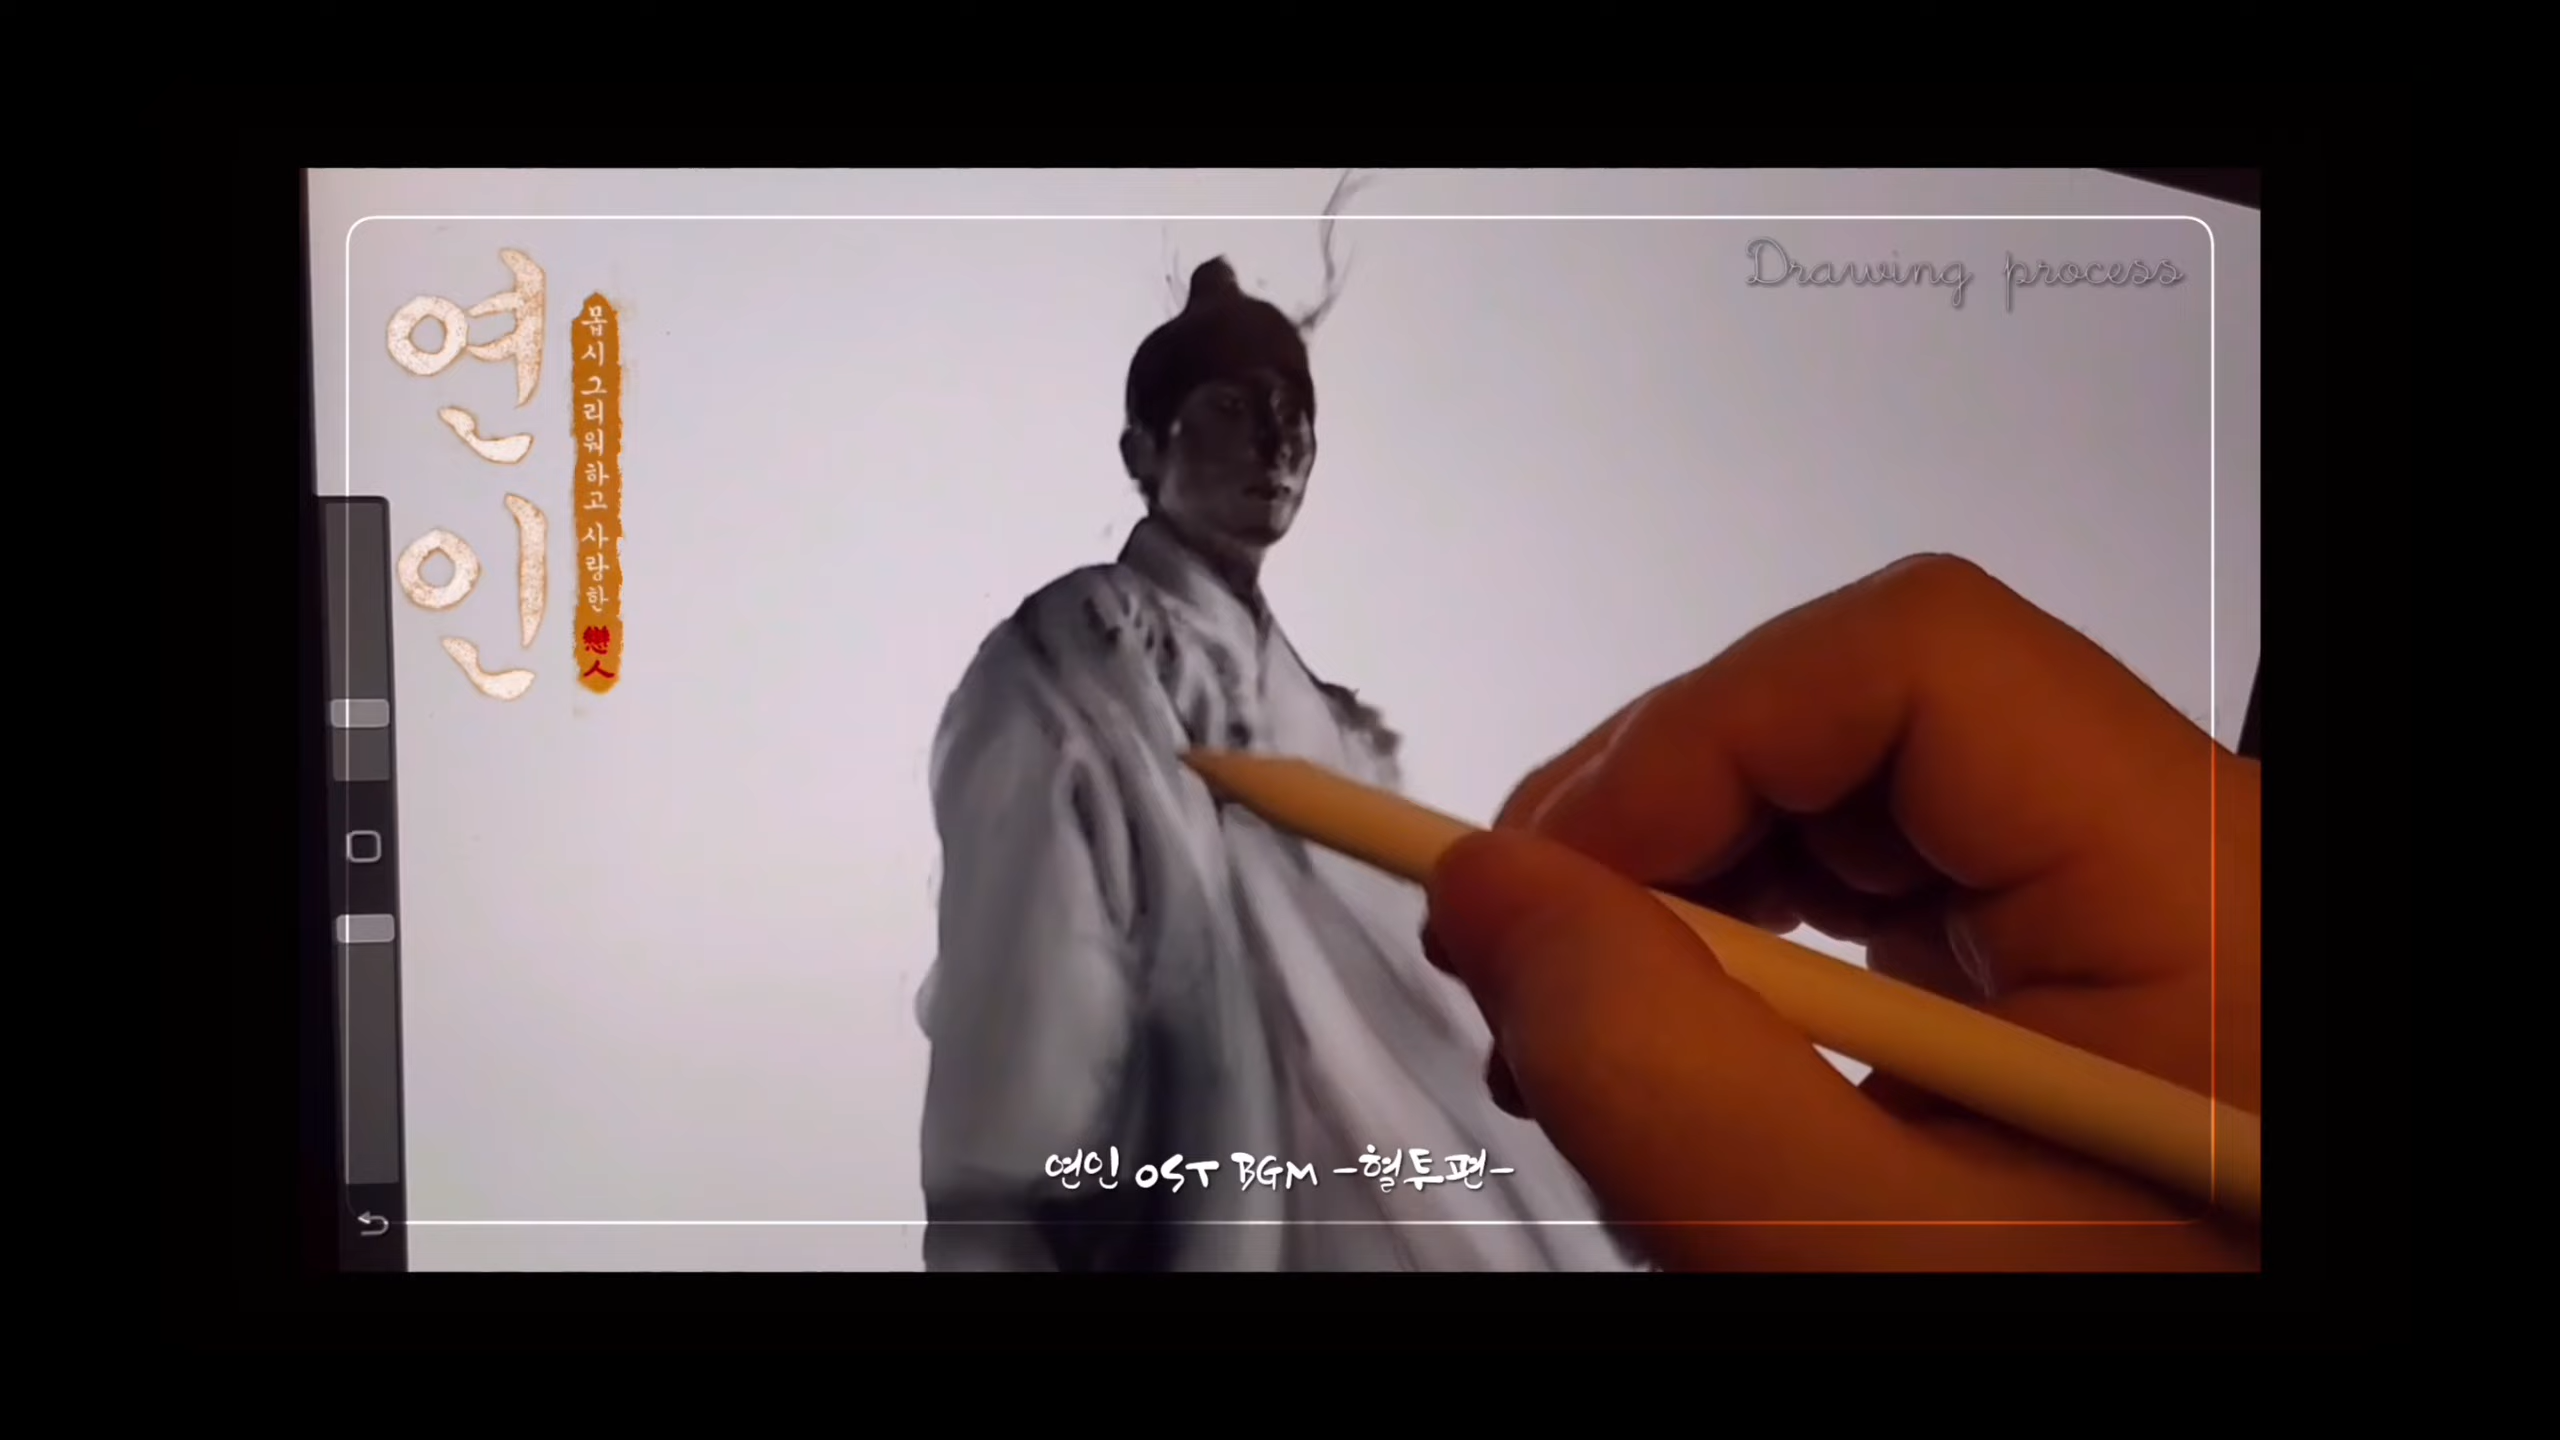 연인
몹시 그리워하고 사랑한 戀人
Drawing process
연인 OST BGM -혈투편-